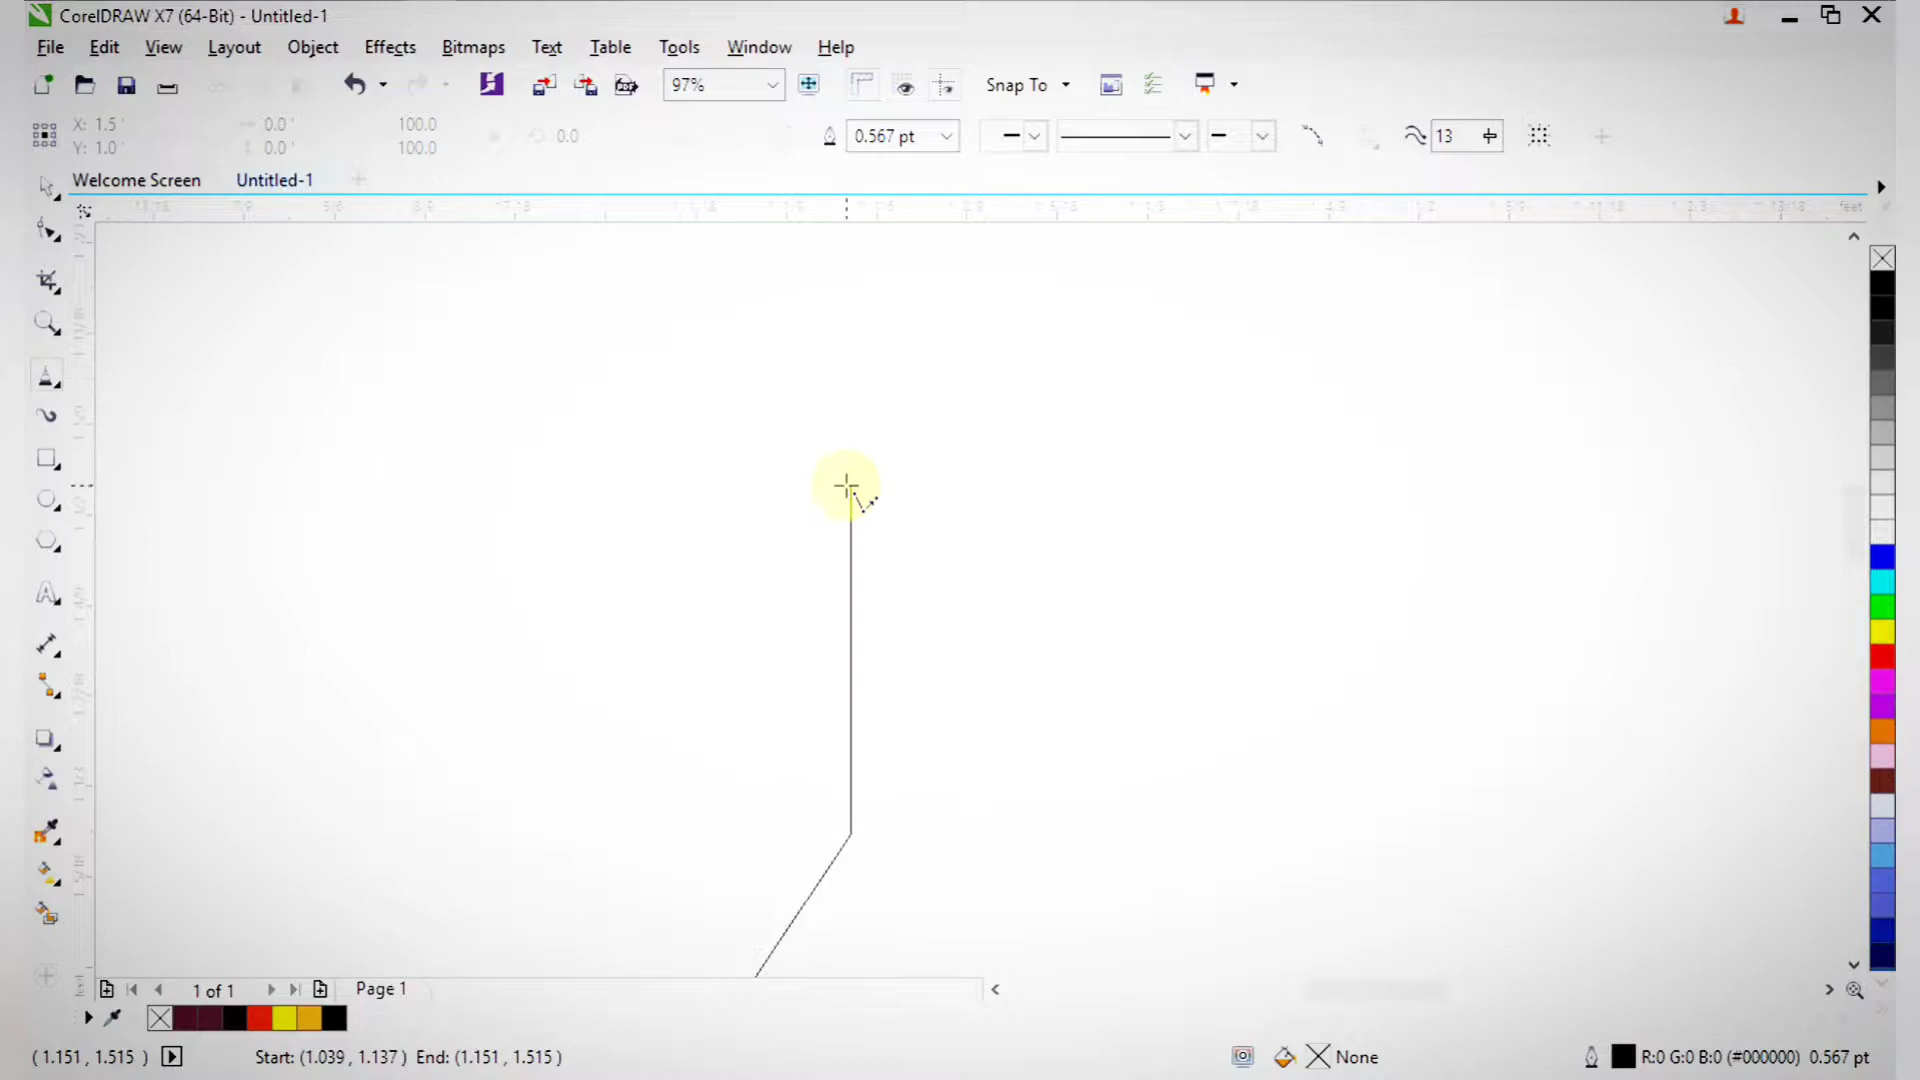 CorelDRAW X7 (64-Bit) - Untitled-1
File Edit View Layout Object Effects Bitmaps Text Table Tools Window Help
PDF 97% Snap To
X: 1.5 ' 0.0 ' 100.0
Y: 1.0 ' 0.0 ' 100.0
0.0 0.567 pt 13
Welcome Screen Untitled-1
feet
1 of 1 Page 1
( 1.151 , 1.515 ) Start: (1.039 , 1.137 ) End: (1.151 , 1.515 ) None R:0 G:0 B:0 (#000000) 0.567 pt